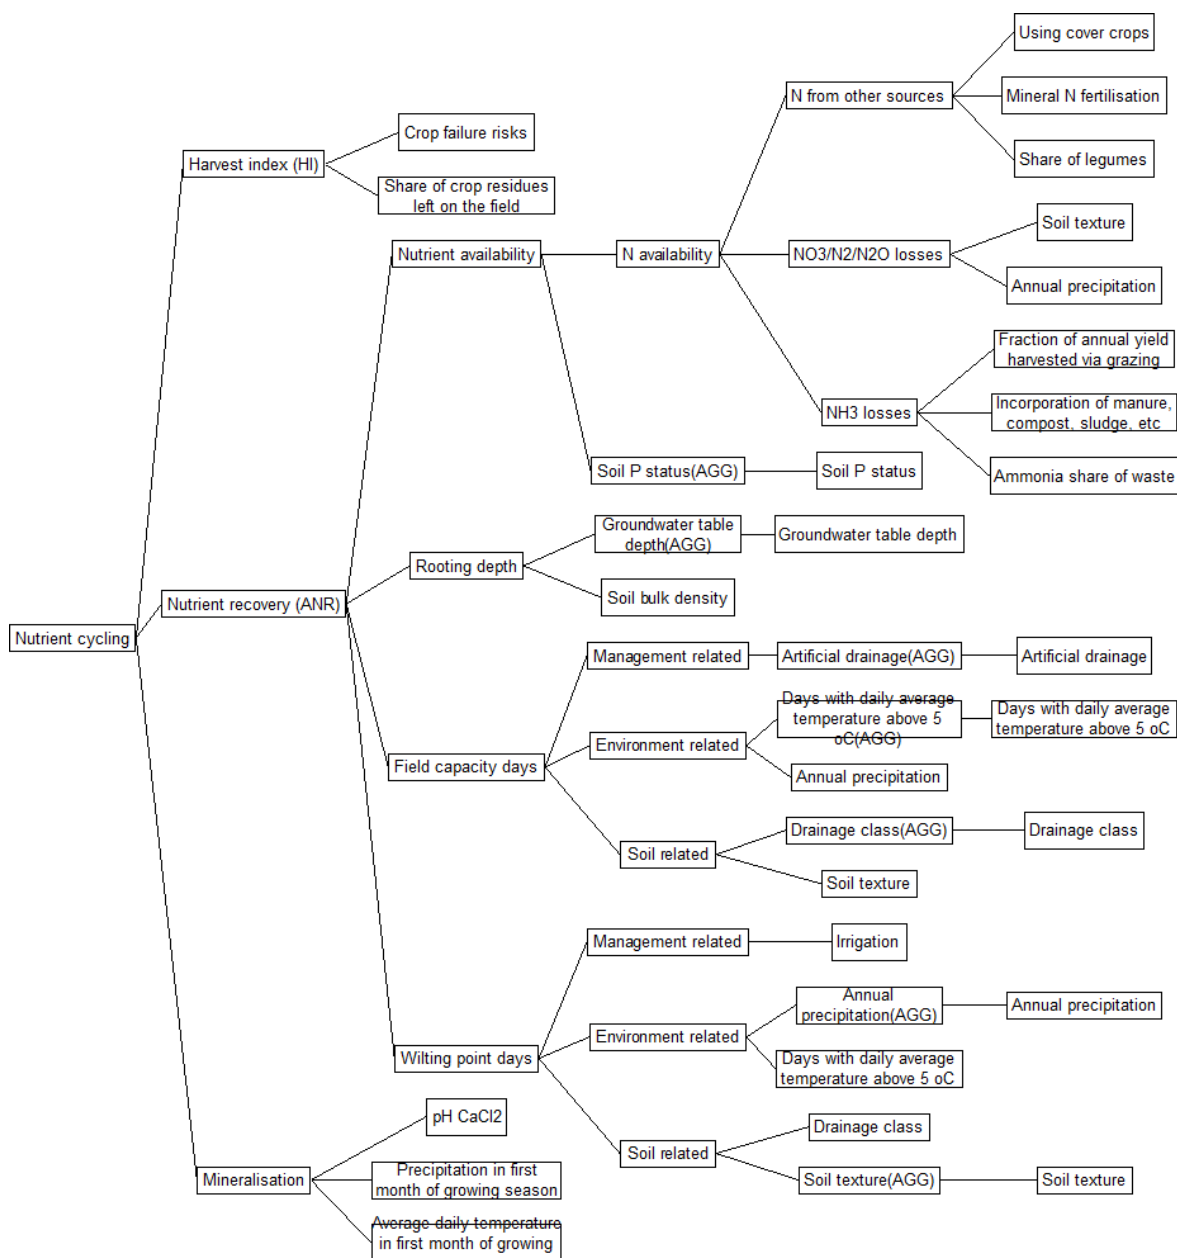 Using cover crops
N from other sources
Mineral N fertilisation
Crop failure risks
Harvest index (HI)
Share of legumes
Share of crop residues
left on the field
Soil texture
Nutrient availability
N availability
NO3/N2/N2O losses
Annual precipitation
Fraction of annual yield
harvested via grazing
NH3 losses
Incorporation of manure,
compost, sludge, etc
Soil P status(AGG)
Soil P status
Ammonia share of waste
Groundwater table
depth(AGG)
Groundwater table depth
Rooting depth
Soil bulk density
Nutrient recovery (ANR)
Nutrient cycling
Management related
Artificial drainage(AGG)
Artificial drainage
Days with daily average
temperature above 5
oC(AGG)
Days with daily average
temperature above 5 oC
Environment related
Field capacity days
Annual precipitation
Drainage class(AGG)
Drainage class
Soil related
Soil texture
Management related
Irrigation
Annual
precipitation(AGG)
Annual precipitation
Environment related
Wilting point days
Days with daily average
temperature above 5 oC
pH CaCl2
Drainage class
Soil related
Mineralisation
Precipitation in first
month of growing season
Soil texture(AGG)
Soil texture
Average daily temperature
in first month of growing